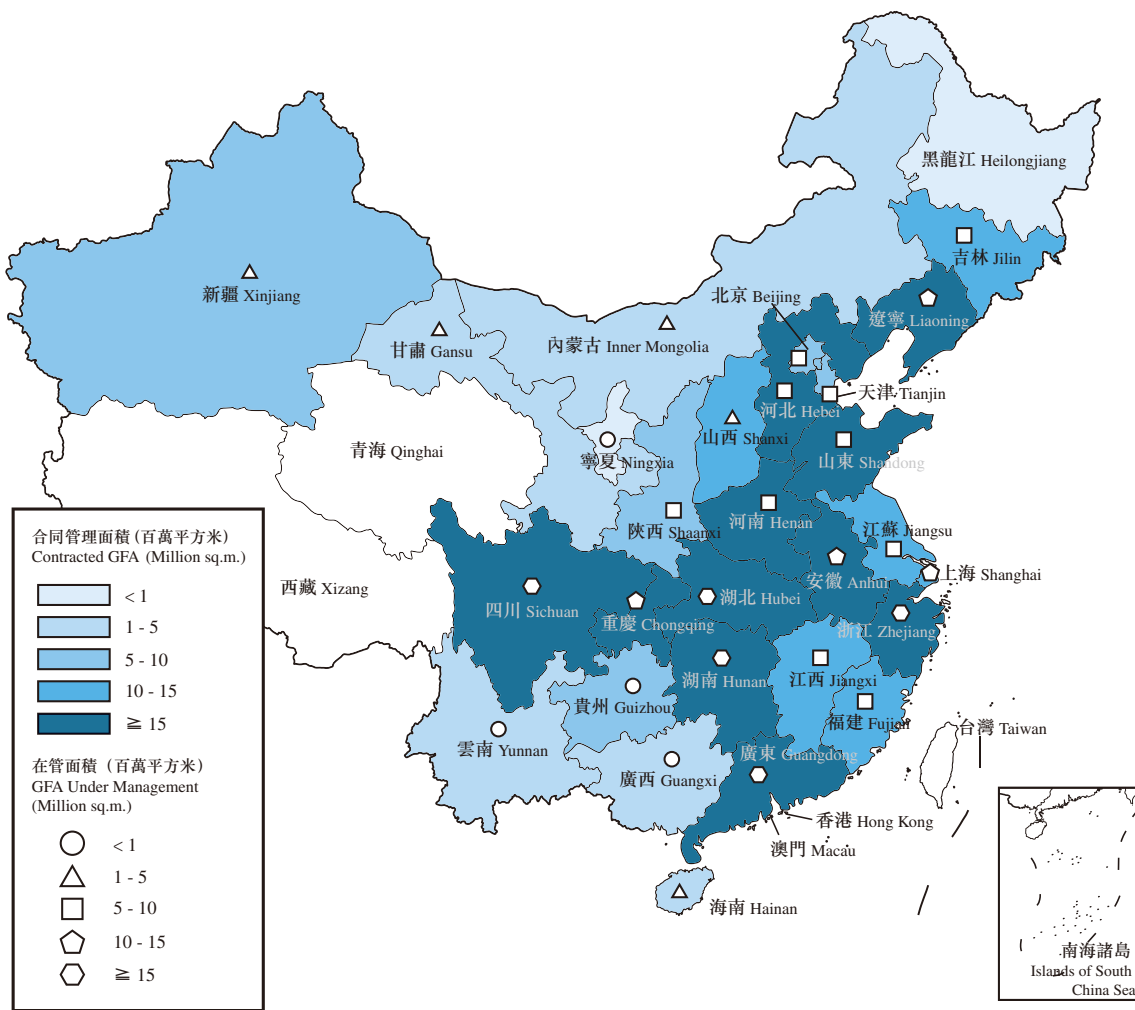 黑龍江 Heilongjiang
吉林 Jilin
新疆 Xinjiang
北京 Beijing
遼寧 Liaoning
甘肅 Gansu
內蒙古 Inner Mongolia
天津 Tianjin
河北 Hebei
山西 Shanxi
青海 Qinghai
寧夏 Ningxia
山東 Shandong
陝西 Shaanxi
河南 Henan
江蘇 Jiangsu
西藏 Xizang
安徽 Anhui
上海 Shanghai
四川 Sichuan
重慶 Chongqing
湖北 Hubei
浙江 Zhejiang
湖南 Hunan
江西 Jiangxi
貴州 Guizhou
福建 Fujian
雲南 Yunnan
廣西 Guangxi
廣東 Guangdong
台灣 Taiwan
香港 Hong Kong
澳門 Macau
海南 Hainan
南海諸島
Islands of South
China Sea
合同管理面積 (百萬平方米)
Contracted GFA (Million sq.m.)
< 1
1 - 5
5 - 10
10 - 15
≧ 15
在管面積 (百萬平方米)
GFA Under Management
(Million sq.m.)
< 1
1 - 5
5 - 10
10 - 15
≧ 15